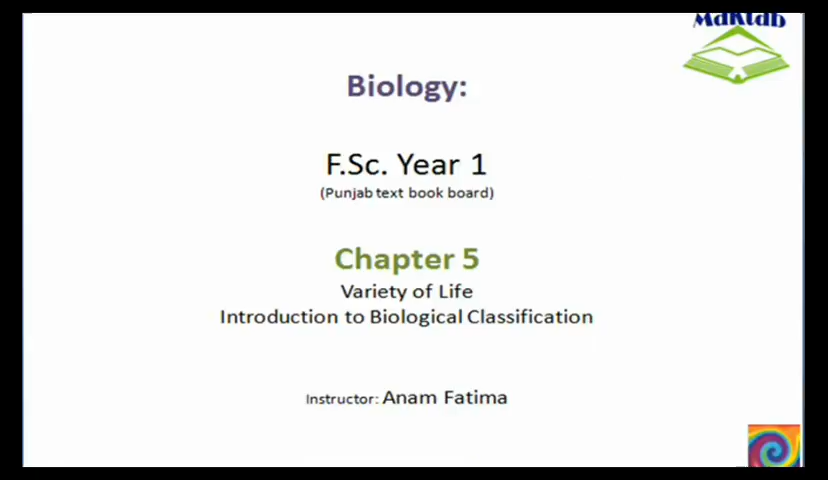 Maktab
Biology:
F.Sc. Year 1
(Punjab text book board)
Chapter 5
Variety of Life
Introduction to Biological Classification
Instructor: Anam Fatima